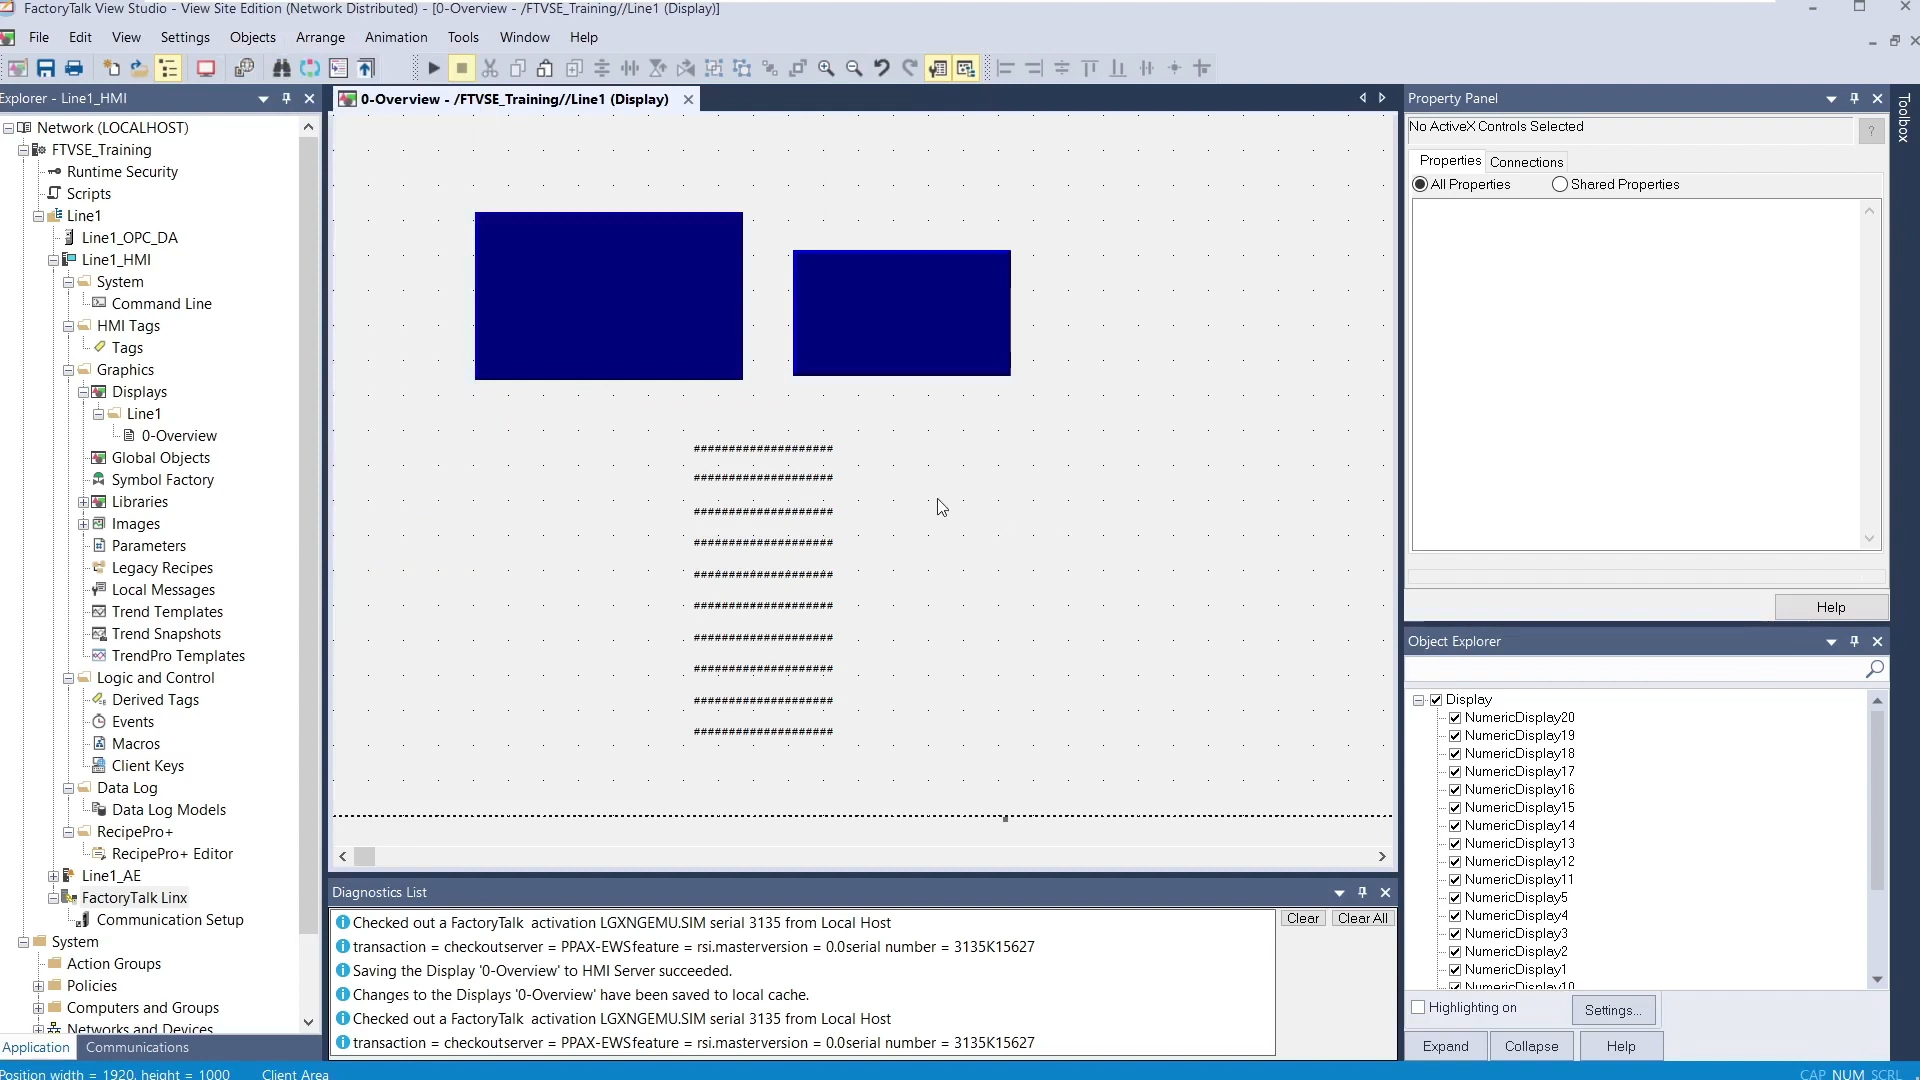 FactoryTalk View Studio - View Site Edition (Network Distributed) - [0-Overview - /FTVSE_Training//Line1 (Display)]
File Edit View Settings Objects Arrange Animation Tools Window Help
Explorer - Line1_HMI
Network (LOCALHOST)
FTVSE_Training
Runtime Security
Scripts
Line1
Line1_OPC_DA
Line1_HMI
System
Command Line
HMI Tags
Tags
Graphics
Displays
Line1
0-Overview
Global Objects
Symbol Factory
Libraries
Images
Parameters
Legacy Recipes
Local Messages
Trend Templates
Trend Snapshots
TrendPro Templates
Logic and Control
Derived Tags
Events
Macros
Client Keys
Data Log
Data Log Models
RecipePro+
RecipePro+ Editor
Line1_AE
FactoryTalk Linx
Communication Setup
System
Action Groups
Policies
Computers and Groups
Networks and Devices
Application Communications
0-Overview - /FTVSE_Training//Line1 (Display)
####################
####################
####################
####################
####################
####################
####################
####################
####################
####################
Diagnostics List
Clear Clear All
Checked out a FactoryTalk activation LGXNGEMU.SIM serial 3135 from Local Host
transaction = checkoutserver = PPAX-EWSfeature = rsi.masterversion = 0.0serial number = 3135K15627
Saving the Display '0-Overview' to HMI Server succeeded.
Changes to the Displays '0-Overview' have been saved to local cache.
Checked out a FactoryTalk activation LGXNGEMU.SIM serial 3135 from Local Host
transaction = checkoutserver = PPAX-EWSfeature = rsi.masterversion = 0.0serial number = 3135K15627
Property Panel
No ActiveX Controls Selected
?
Properties Connections
All Properties Shared Properties
Help
Toolbox
Object Explorer
Display
NumericDisplay20
NumericDisplay19
NumericDisplay18
NumericDisplay17
NumericDisplay16
NumericDisplay15
NumericDisplay14
NumericDisplay13
NumericDisplay12
NumericDisplay11
NumericDisplay5
NumericDisplay4
NumericDisplay3
NumericDisplay2
NumericDisplay1
NumericDisplay10
Highlighting on Settings...
Expand Collapse Help
Position width = 1920, height = 1000 Client Area
CAP NUM SCRL